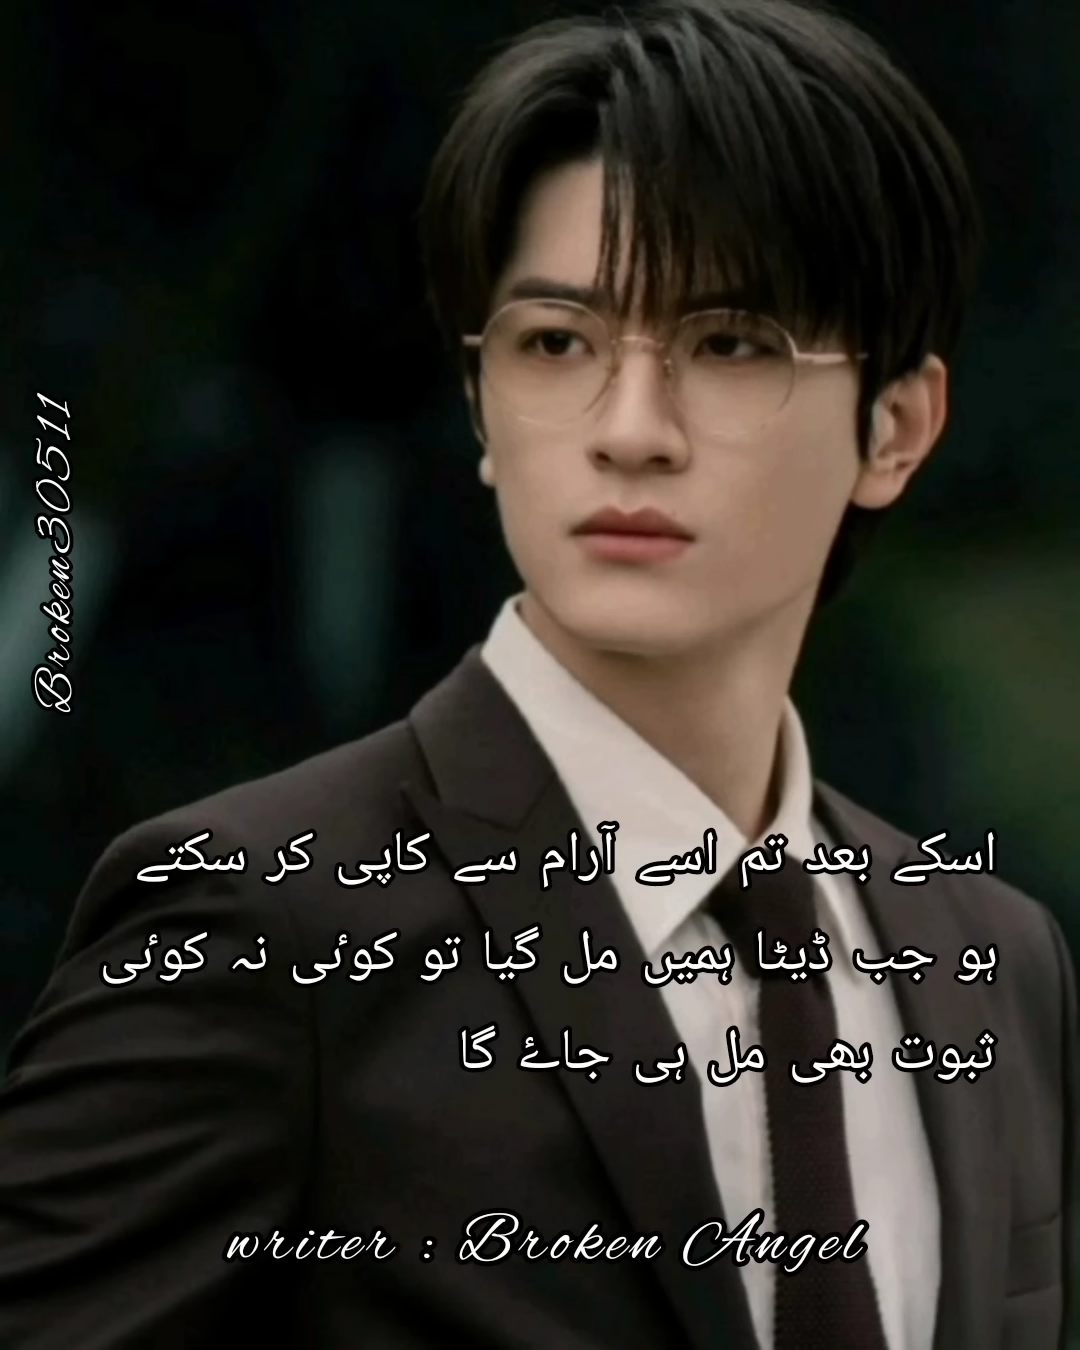 Broken30511
اسکے بعد تم اسے آرام سے کاپی کر سکتے
ہو جب ڈیٹا ہمیں مل گیا تو کوئی نہ کوئی
ثبوت بھی مل ہی جاۓ گا
writer : Broken Angel